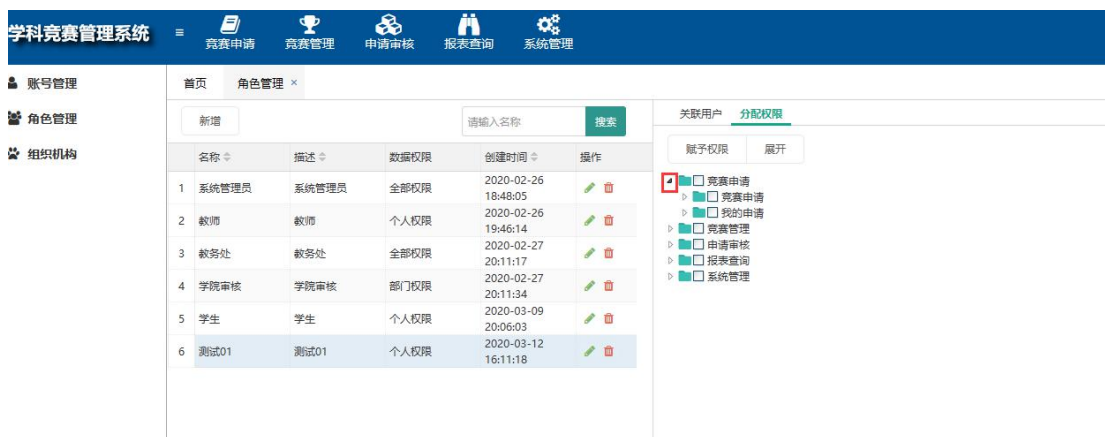 学科竞赛管理系统
竞赛申请 竞赛管理 申请审核 报表查询 系统管理
账号管理
角色管理
组织机构
首页 角色管理 ×
新增 请输入名称 搜索
名称 描述 数据权限 创建时间 操作
1 系统管理员 系统管理员 全部权限 2020-02-26 18:48:05
2 教师 教师 个人权限 2020-02-26 19:46:14
3 教务处 教务处 全部权限 2020-02-27 20:11:17
4 学院审核 学院审核 部门权限 2020-02-27 20:11:34
5 学生 学生 个人权限 2020-03-09 20:06:03
6 测试01 测试01 个人权限 2020-03-12 16:11:18
关联用户 分配权限
赋予权限 展开
竞赛申请
竞赛申请
我的申请
竞赛管理
申请审核
报表查询
系统管理